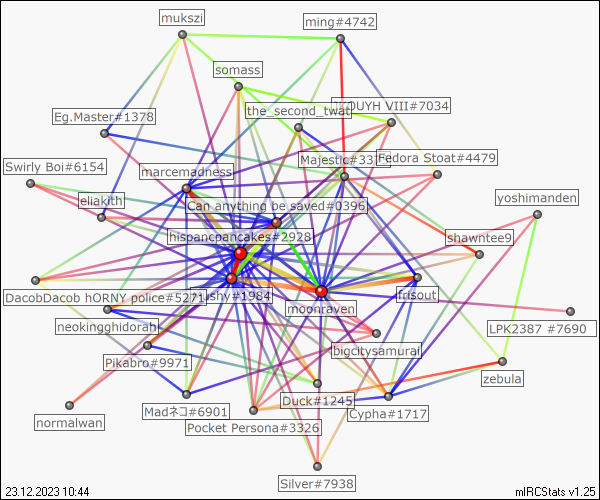 mukszi
ming#4742
somass
the_second_twat
UYH VIII#7034
Eg.Master#1378
Majestic#33
Fedora Stoat#4479
Swirly Boi#6154
marcemadness
eliakith
Can anything be saved#0396
yoshimanden
hispancpancakes#2928
shawntee9
DacobDacob hORNY police#5271
ushy#1984
frisout
moonraven
neokingghidorah
LPK2387 #7690
bigcitysamurai
Pikabro#9971
zebula
normalwan
Madネコ#6901
Duck#1245
Cypha#1717
Pocket Persona#3326
Silver#7938
23.12.2023 10:44
mIRCStats v1.25